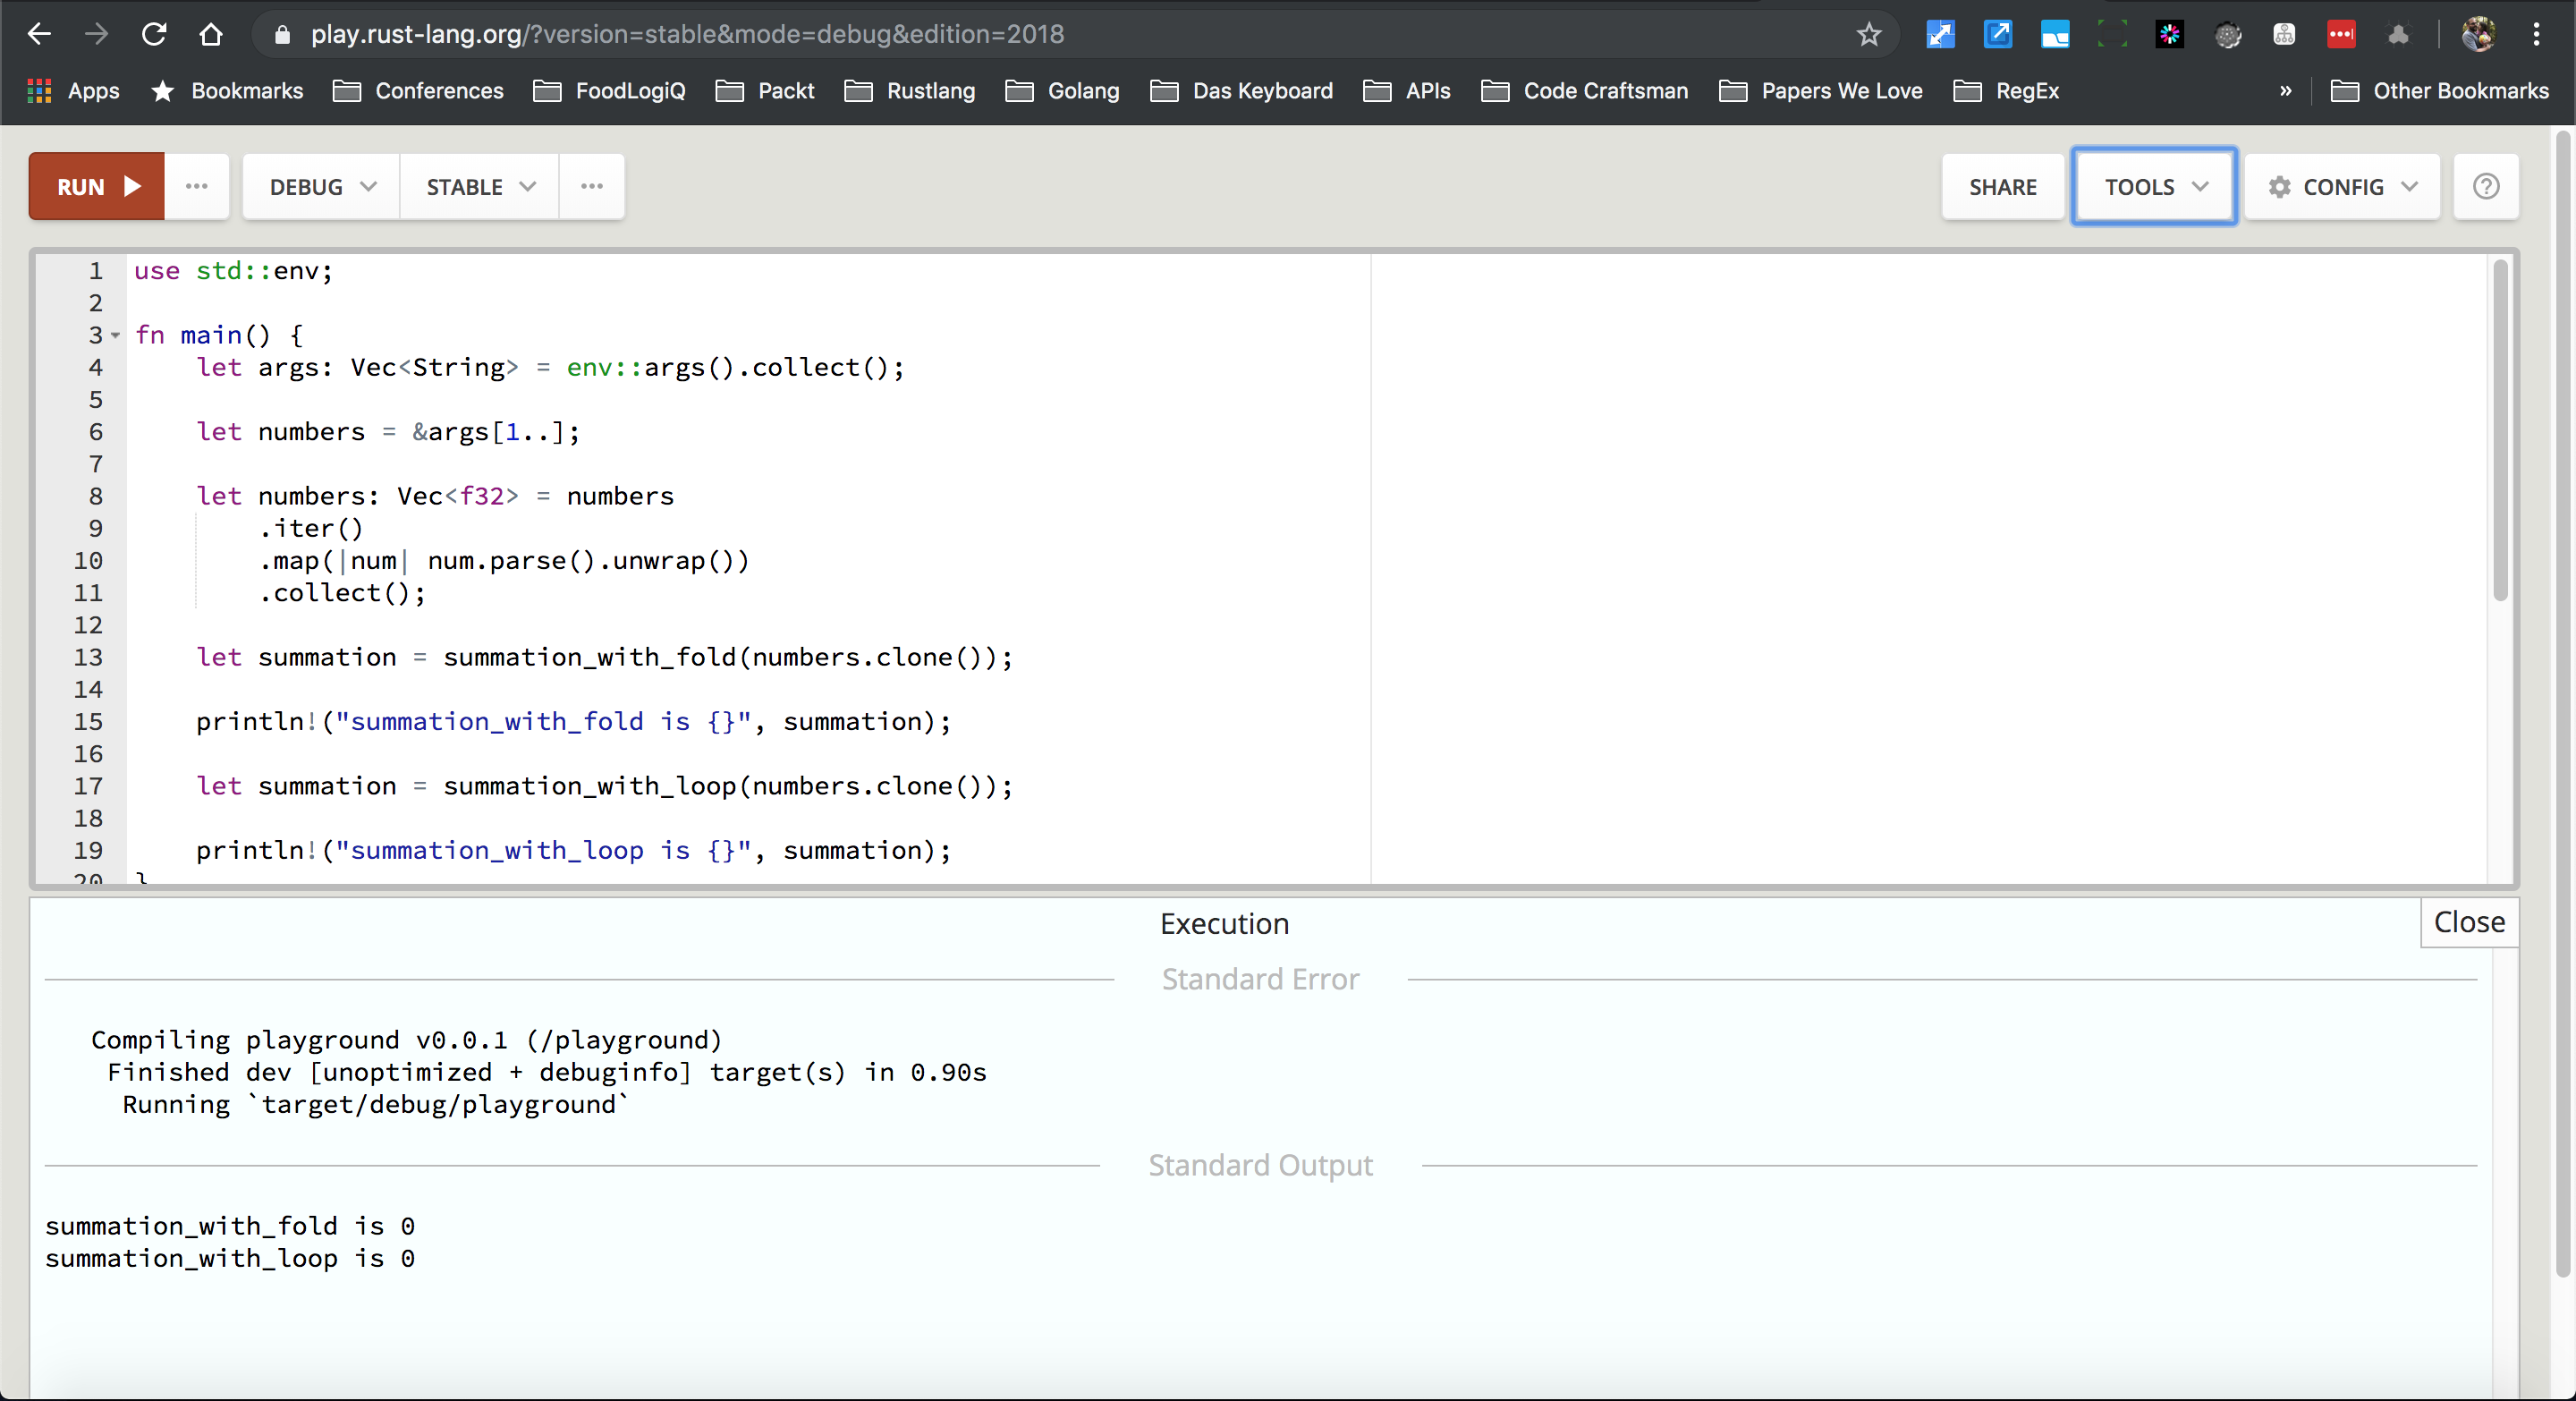 play.rust-lang.org/?version=stable&mode=debug&edition=2018
Apps Bookmarks Conferences FoodLogiQ Packt Rustlang Golang Das Keyboard APIs Code Craftsman Papers We Love RegEx » Other Bookmarks
RUN ··· DEBUG STABLE ··· SHARE TOOLS CONFIG ?
1 use std::env;
2
3 fn main() {
4     let args: Vec<String> = env::args().collect();
5
6     let numbers = &args[1..];
7
8     let numbers: Vec<f32> = numbers
9         .iter()
10         .map(|num| num.parse().unwrap())
11         .collect();
12
13     let summation = summation_with_fold(numbers.clone());
14
15     println!("summation_with_fold is {}", summation);
16
17     let summation = summation_with_loop(numbers.clone());
18
19     println!("summation_with_loop is {}", summation);
20 }
Execution
Close
Standard Error
   Compiling playground v0.0.1 (/playground)
    Finished dev [unoptimized + debuginfo] target(s) in 0.90s
     Running `target/debug/playground`
Standard Output
summation_with_fold is 0
summation_with_loop is 0